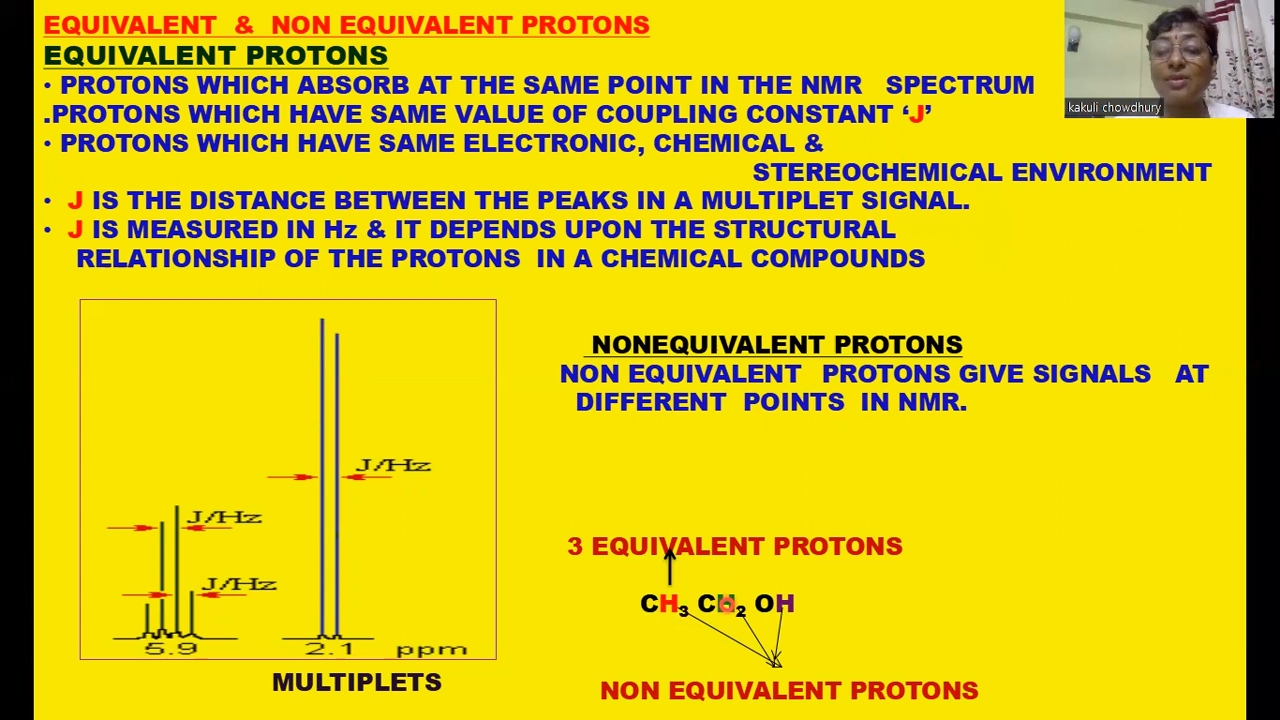 EQUIVALENT & NON EQUIVALENT PROTONS
EQUIVALENT PROTONS
• PROTONS WHICH ABSORB AT THE SAME POINT IN THE NMR SPECTRUM
.PROTONS WHICH HAVE SAME VALUE OF COUPLING CONSTANT ‘J’
• PROTONS WHICH HAVE SAME ELECTRONIC, CHEMICAL &
STEREOCHEMICAL ENVIRONMENT
• J IS THE DISTANCE BETWEEN THE PEAKS IN A MULTIPLET SIGNAL.
• J IS MEASURED IN Hz & IT DEPENDS UPON THE STRUCTURAL
RELATIONSHIP OF THE PROTONS IN A CHEMICAL COMPOUNDS
kakuli chowdhury
J/Hz
J/Hz
J/Hz
5.9 2.1 ppm
MULTIPLETS
NONEQUIVALENT PROTONS
NON EQUIVALENT PROTONS GIVE SIGNALS AT
DIFFERENT POINTS IN NMR.
3 EQUIVALENT PROTONS
CH₃ CH₂ OH
NON EQUIVALENT PROTONS